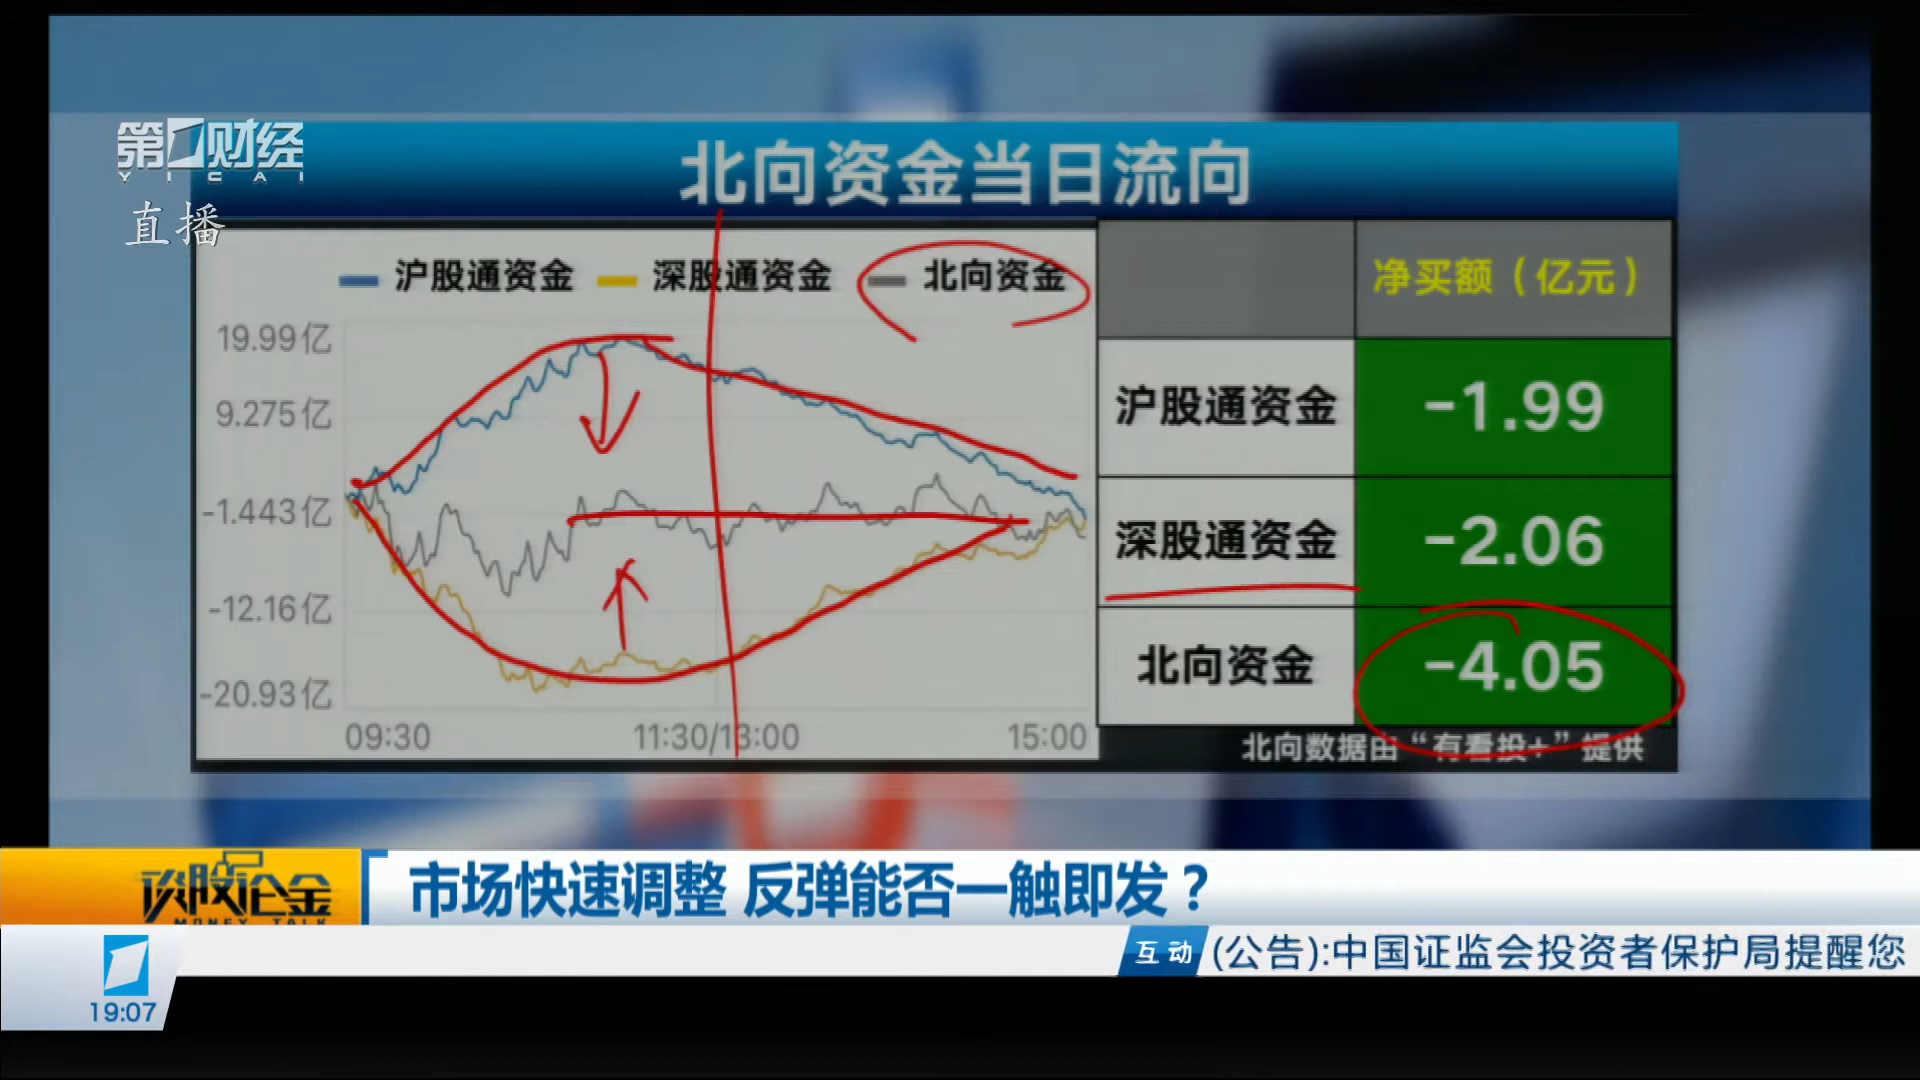 第一财经
YICAI
直播
北向资金当日流向
沪股通资金 深股通资金 北向资金
19.99亿
9.275亿
-1.443亿
-12.16亿
-20.93亿
09:30 11:30/13:00 15:00
净买额（亿元）
沪股通资金 -1.99
深股通资金 -2.06
北向资金 -4.05
北向数据由“有看投+”提供
谈股论金
MONEY TALK
市场快速调整 反弹能否一触即发？
互动 (公告):中国证监会投资者保护局提醒您
19:07